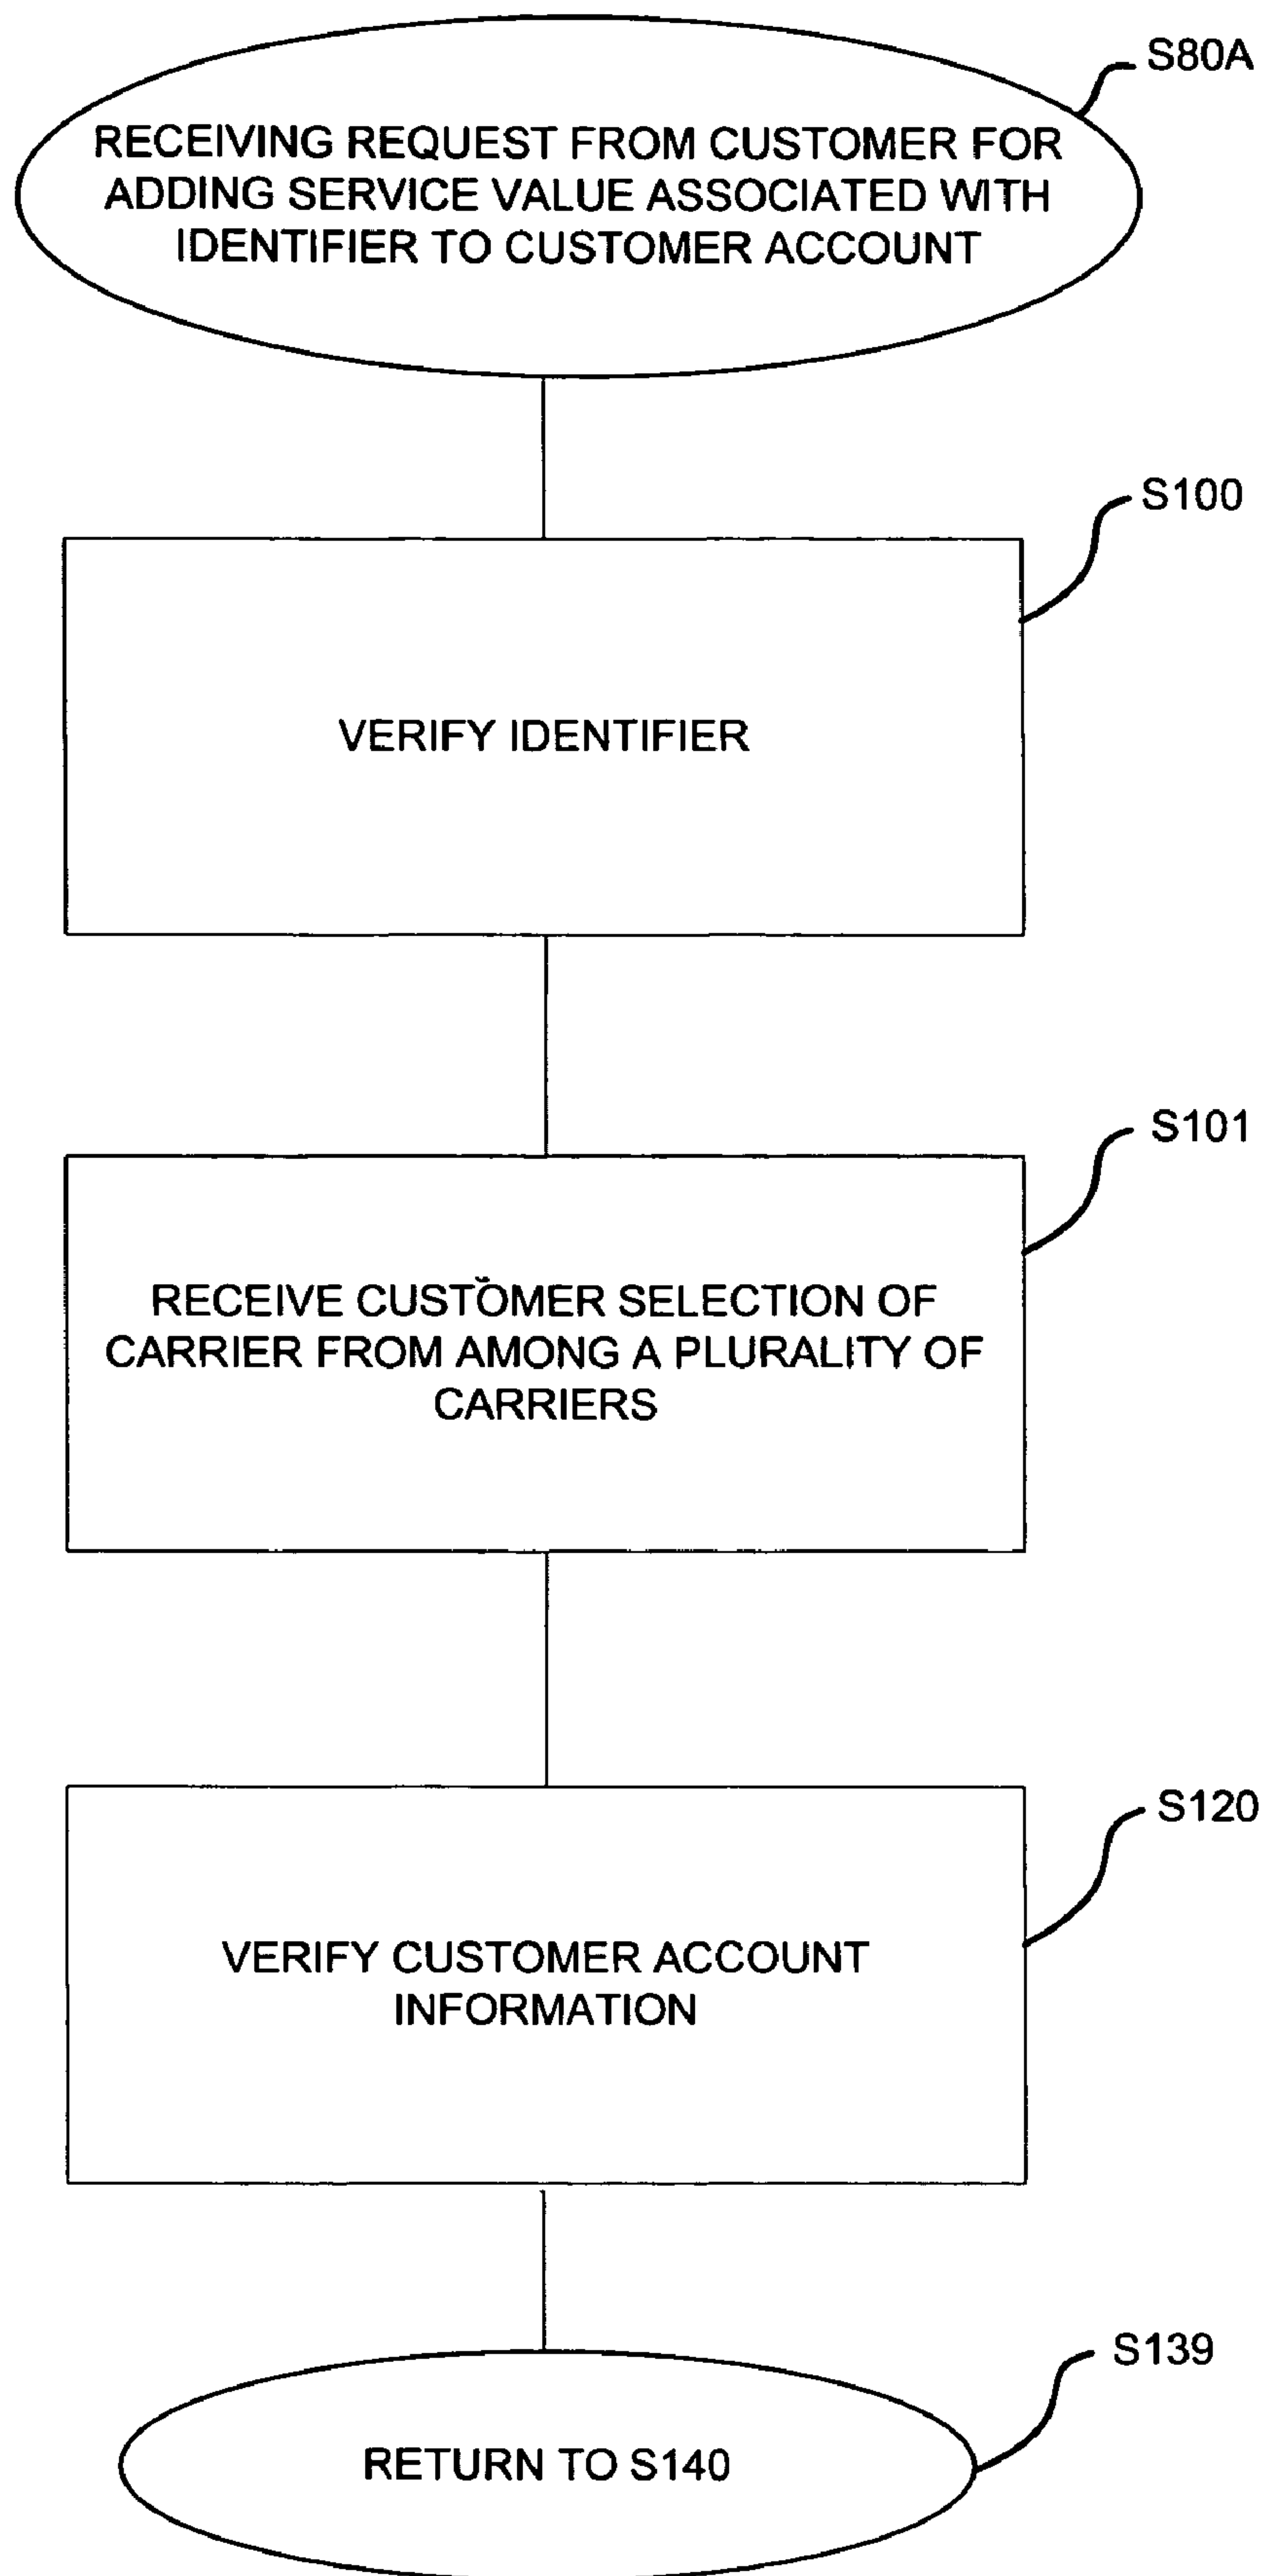 S80A
RECEIVING REQUEST FROM CUSTOMER FOR
ADDING SERVICE VALUE ASSOCIATED WITH
IDENTIFIER TO CUSTOMER ACCOUNT
S100
VERIFY IDENTIFIER
S101
RECEIVE CUSTOMER SELECTION OF
CARRIER FROM AMONG A PLURALITY OF
CARRIERS
S120
VERIFY CUSTOMER ACCOUNT
INFORMATION
S139
RETURN TO S140